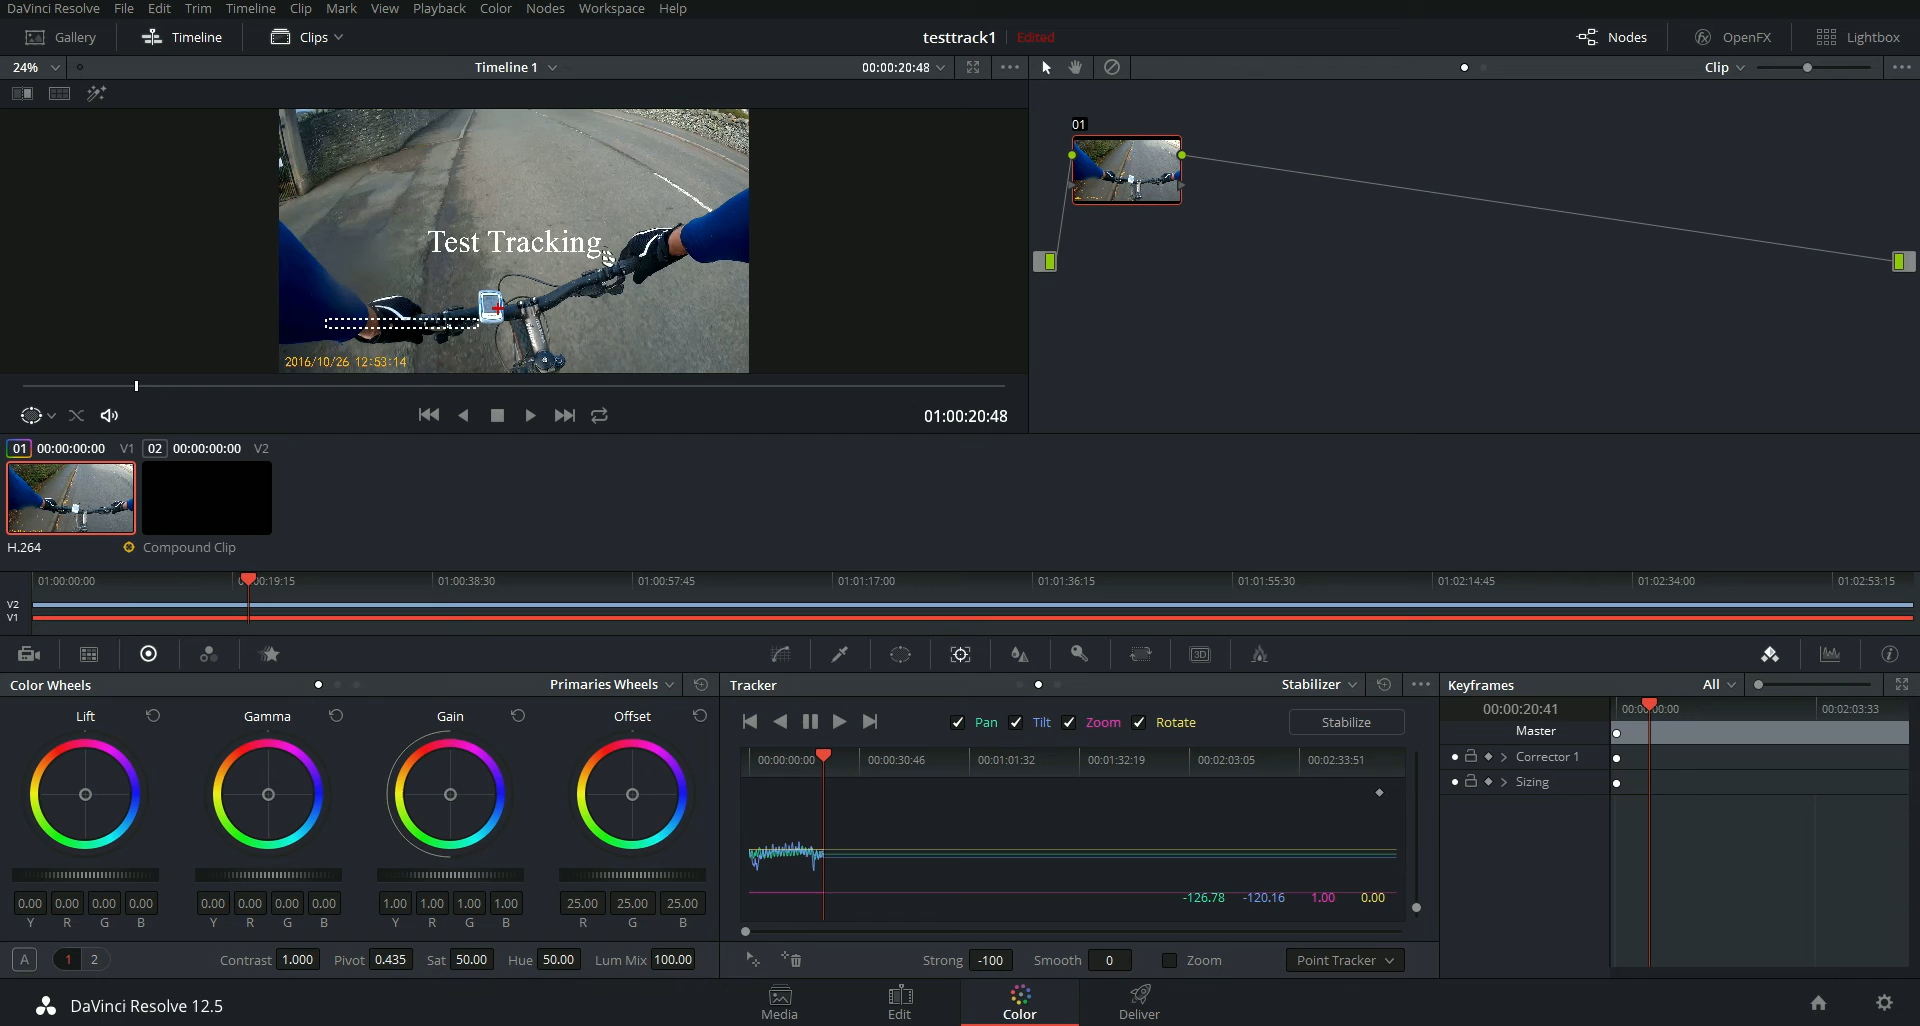 DaVinci Resolve File Edit Trim Timeline Clip Mark View Playback Color Nodes Workspace Help
Gallery Timeline Clips testtrack1 Edited Nodes OpenFX Lightbox
24% Timeline 1 00:00:20:48 Clip
01
Test Tracking
2016/10/26 12:53:14
01:00:20:48
01 00:00:00:00 V1 02 00:00:00:00 V2
H.264 Compound Clip
01:00:00:00 01:00:38:30 01:00:57:45 01:01:17:00 01:01:36:15 01:01:55:30 01:02:14:45 01:02:34:00 01:02:53:15
V2
V1
3D
Color Wheels Primaries Wheels Tracker Stabilizer Keyframes All
Lift Gamma Gain Offset Pan Tilt Zoom Rotate Stabilize
00:00:20:41 00:02:03:33
Master
00:00:00:00 00:00:30:46 00:01:01:32 00:01:32:19 00:02:03:05 00:02:33:51
Corrector 1
Sizing
-126.78 -120.16 1.00 0.00
0.00 0.00 0.00 0.00 0.00 0.00 0.00 0.00 1.00 1.00 1.00 1.00 25.00 25.00 25.00
Y R G B Y R G B Y R G B R G B
A 1 2 Contrast 1.000 Pivot 0.435 Sat 50.00 Hue 50.00 Lum Mix 100.00 Strong -100 Smooth 0 Zoom Point Tracker
DaVinci Resolve 12.5 Media Edit Color Deliver